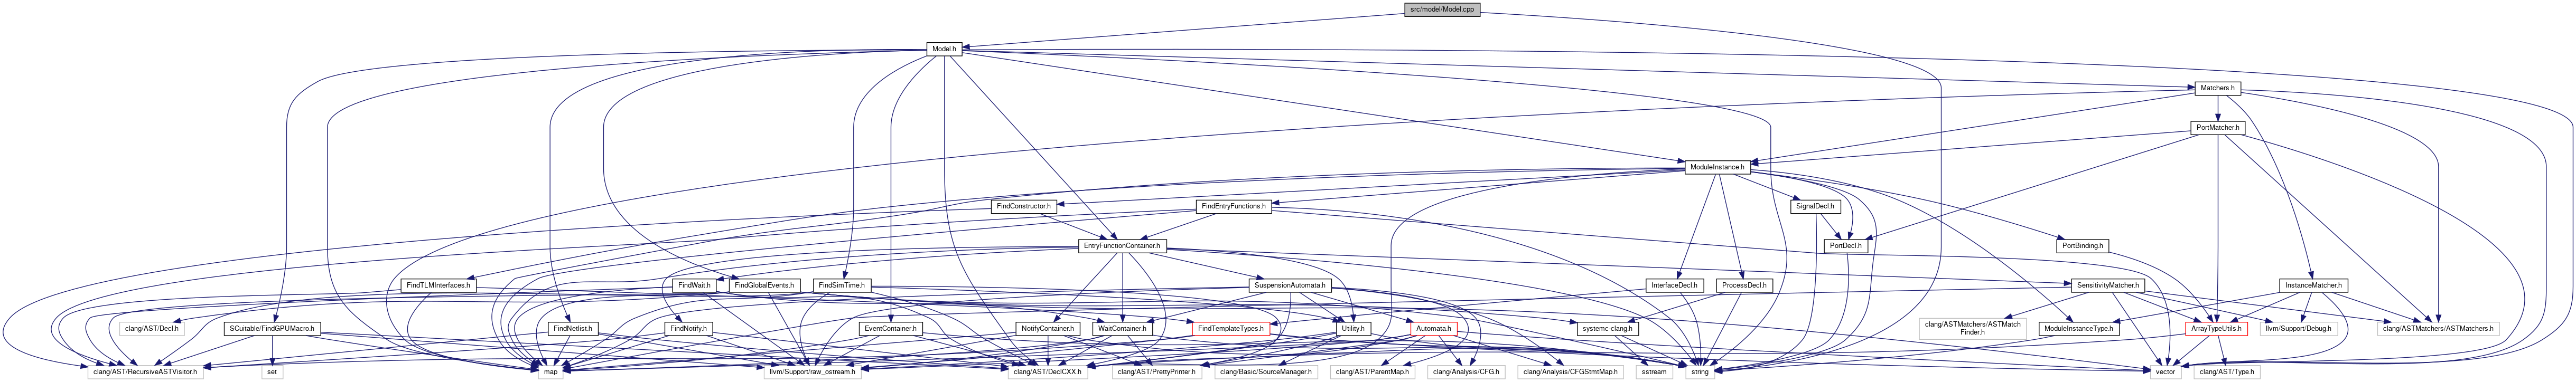 src/model/Model.cpp
Model.h
Matchers.h
PortMatcher.h
ModuleInstance.h
FindConstructor.h
FindEntryFunctions.h
SignalDecl.h
EntryFunctionContainer.h
PortDecl.h
PortBinding.h
FindTLMInterfaces.h
FindWait.h
FindGlobalEvents.h
FindSimTime.h
SuspensionAutomata.h
InterfaceDecl.h
ProcessDecl.h
SensitivityMatcher.h
InstanceMatcher.h
clang/AST/Decl.h
SCuitable/FindGPUMacro.h
FindNetlist.h
FindNotify.h
EventContainer.h
NotifyContainer.h
WaitContainer.h
FindTemplateTypes.h
Utility.h
Automata.h
systemc-clang.h
clang/ASTMatchers/ASTMatch
Finder.h
ModuleInstanceType.h
ArrayTypeUtils.h
llvm/Support/Debug.h
clang/ASTMatchers/ASTMatchers.h
clang/AST/RecursiveASTVisitor.h
set
map
llvm/Support/raw_ostream.h
clang/AST/DeclCXX.h
clang/AST/PrettyPrinter.h
clang/Basic/SourceManager.h
clang/AST/ParentMap.h
clang/Analysis/CFG.h
clang/Analysis/CFGStmtMap.h
sstream
string
vector
clang/AST/Type.h